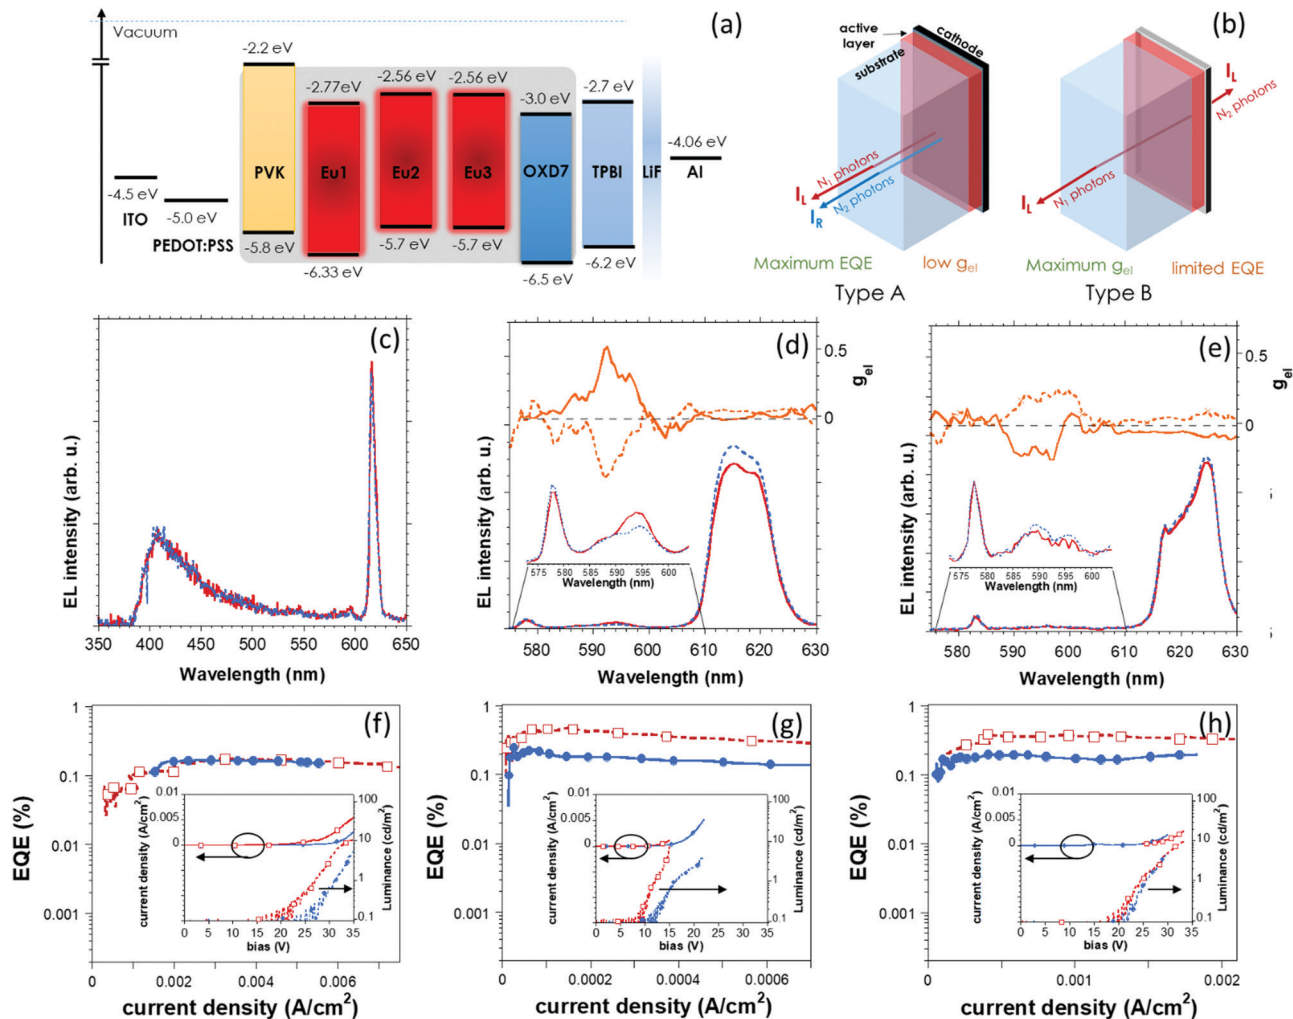 (a)
Vacuum
-2.2 eV
-2.77eV
-2.56 eV
-2.56 eV
-3.0 eV
-2.7 eV
-4.06 eV
PVK
Eu1
Eu2
Eu3
OXD7
TPBI
LiF
Al
-4.5 eV
ITO
-5.0 eV
PEDOT:PSS
-5.8 eV
-6.33 eV
-5.7 eV
-5.7 eV
-6.5 eV
-6.2 eV
(b)
active
layer
cathode
substrate
N1 photons
IL
IR
N2 photons
Maximum EQE
low gel
Type A
IL
N2 photons
N1 photons
IL
Maximum gel
limited EQE
Type B
(c)
EL intensity (arb. u.)
350 400 450 500 550 600 650
Wavelength (nm)
(d)
0.5
0
gel
EL intensity (arb. u.)
575 580 585 590 595 600
Wavelength (nm)
580 590 600 610 620 630
Wavelength (nm)
(e)
0.5
0
gel
EL intensity (arb. u.)
575 580 585 590 595 600
Wavelength (nm)
580 590 600 610 620 630
Wavelength (nm)
(f)
EQE (%)
1
0.1
0.01
0.001
current density (A/cm2)
0.01
0.005
0
Luminance (cd/m2)
100
10
1
0.1
0 5 10 15 20 25 30 35
bias (V)
0 0.002 0.004 0.006
current density (A/cm2)
(g)
EQE (%)
1
0.1
0.01
0.001
current density (A/cm2)
0.01
0.005
0
Luminance (cd/m2)
100
10
1
0.1
0 5 10 15 20 25 30 35
bias (V)
0 0.0002 0.0004 0.0006
current density (A/cm2)
(h)
EQE (%)
1
0.1
0.01
0.001
current density (A/cm2)
0.01
0.005
0
Luminance (cd/m2)
100
10
1
0.1
0 5 10 15 20 25 30 35
bias (V)
0 0.001 0.002
current density (A/cm2)